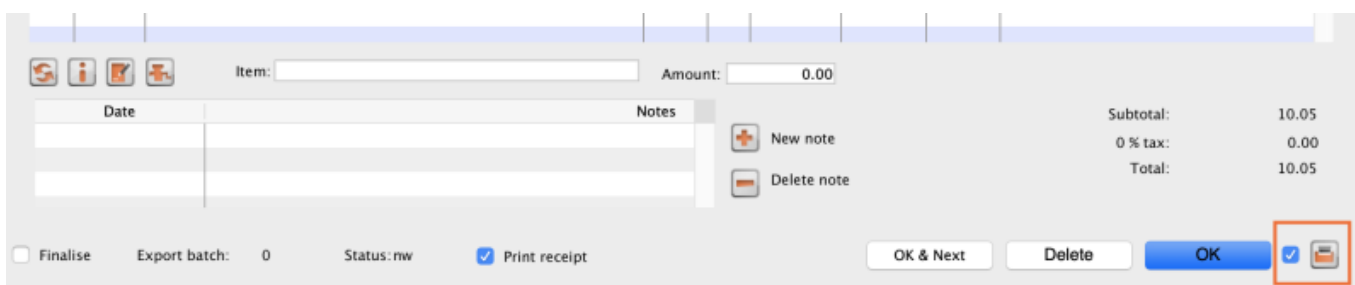 Item: Amount: 0.00
Date Notes
Subtotal: 10.05
New note
0 % tax: 0.00
Total: 10.05
Delete note
Finalise Export batch: 0 Status: nw Print receipt OK & Next Delete OK